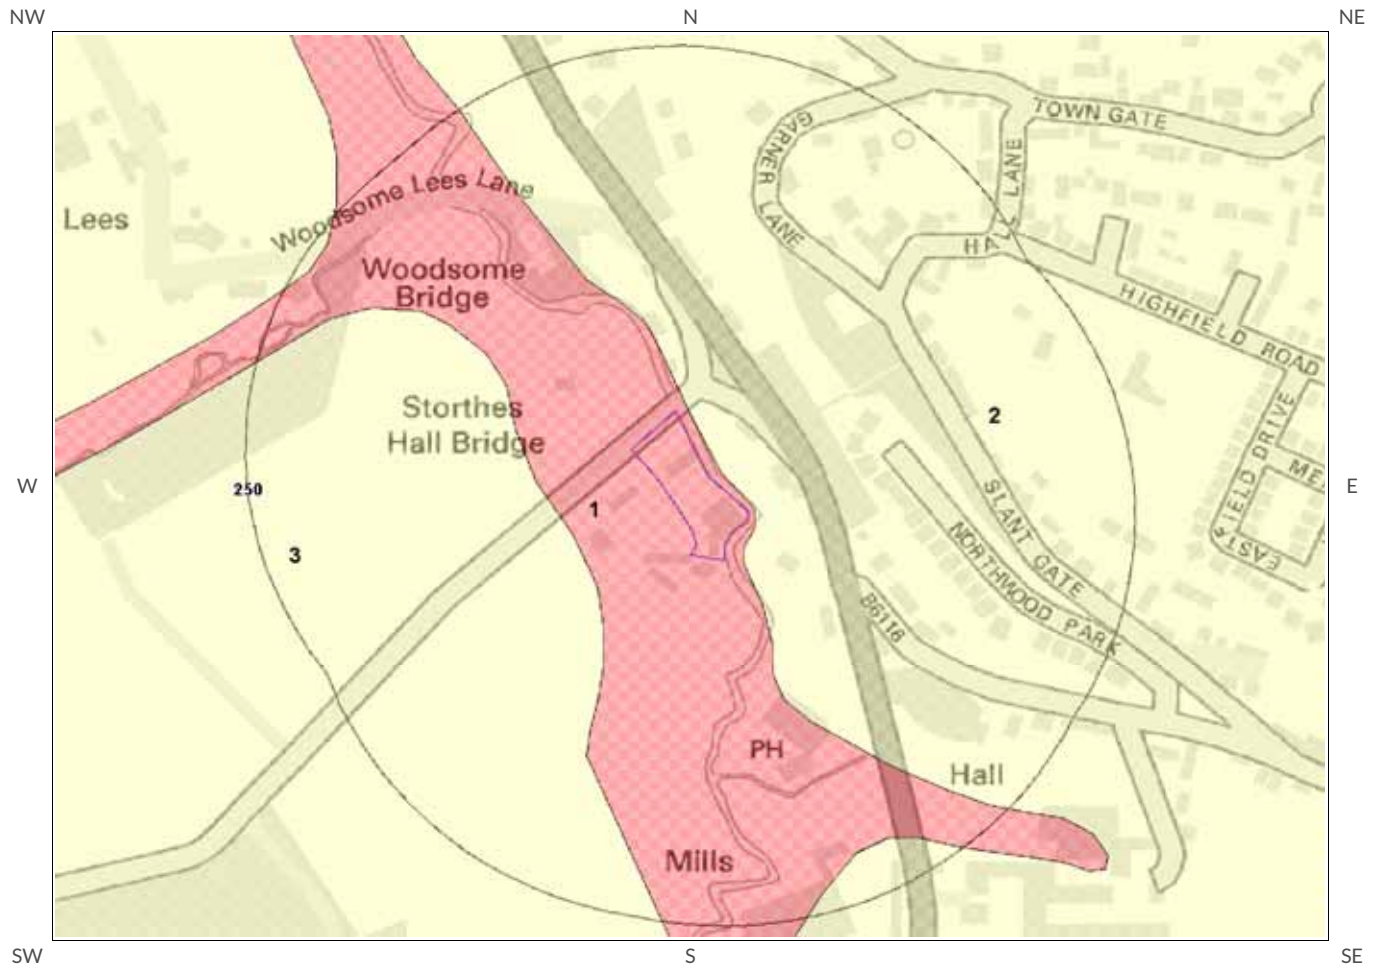 NW
N
NE
TOWN GATE
GARNER LANE
HALL LANE
Woodsome Lees Lane
Lees
Woodsome
Bridge
HIGHFIELD ROAD
Storthes
Hall Bridge
2
W
250
1
3
E
SLANT GATE
NORTHWOOD PARK
B6116
PH
Hall
Mills
SW
S
SE